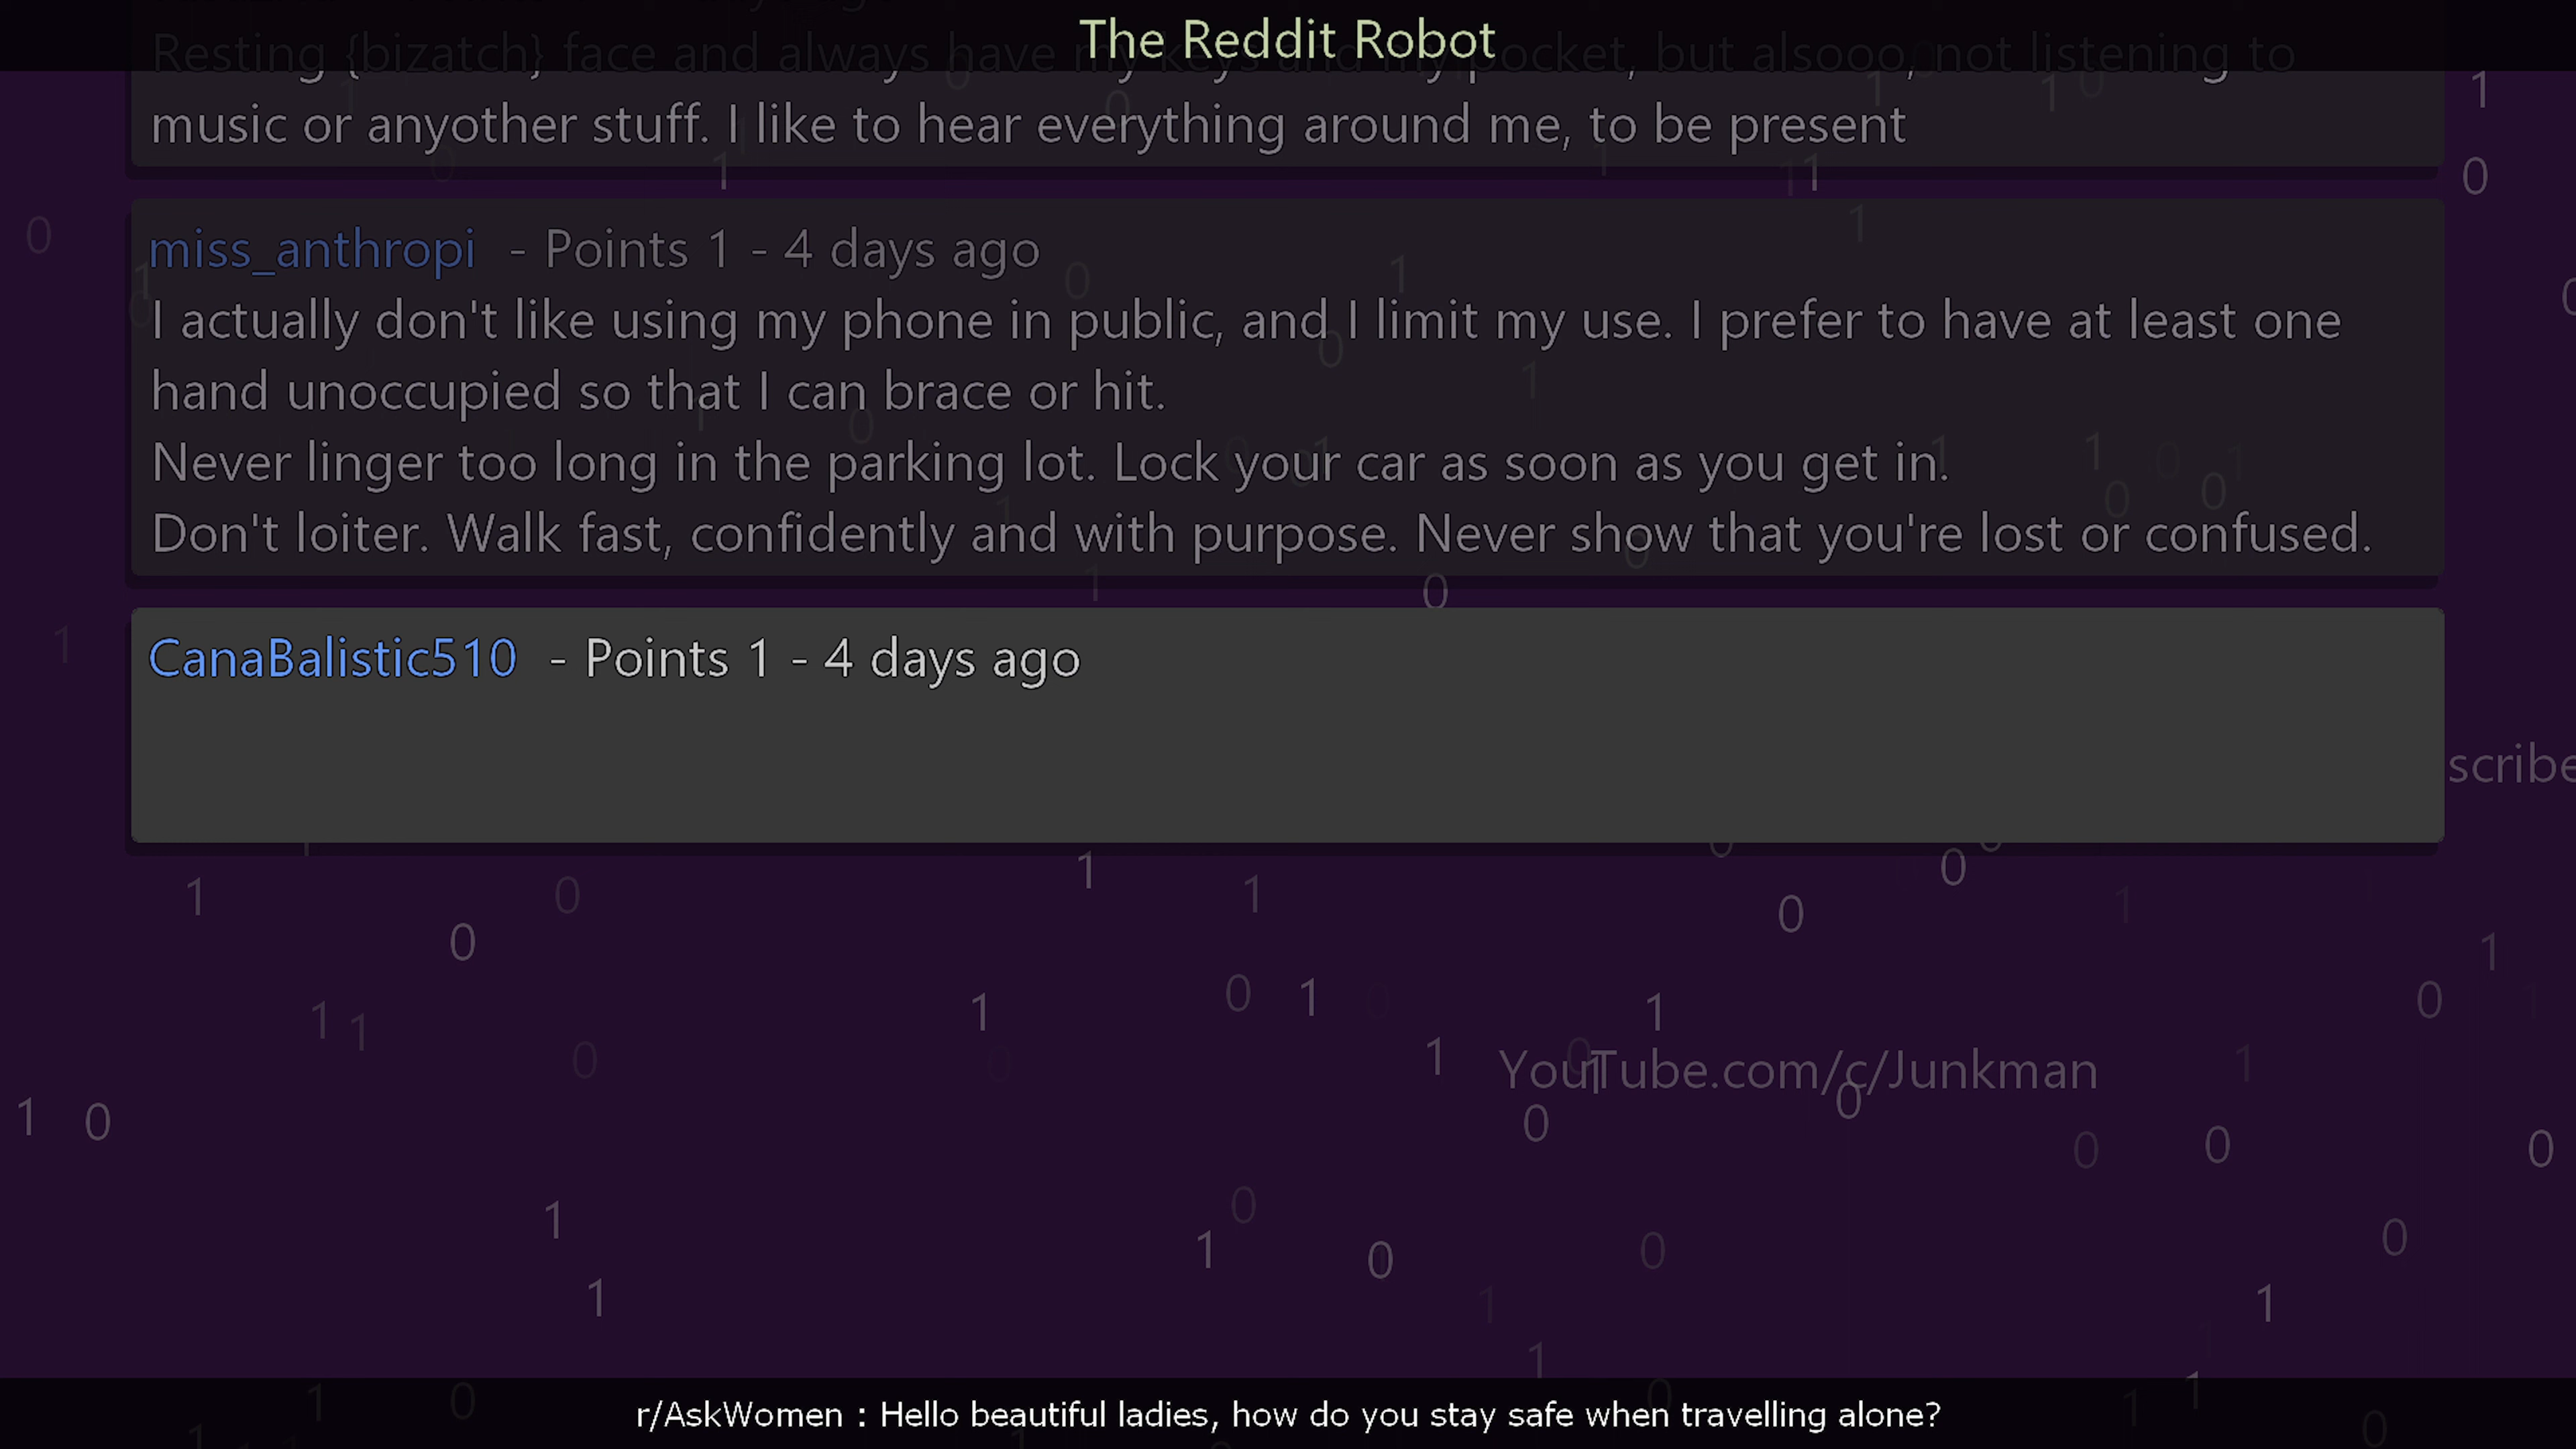 The Reddit Robot
Resting {bizatch} face and always have my keys and my pocket, but alsooo, not listening to
music or anyother stuff. I like to hear everything around me, to be present
miss_anthropi - Points 1 - 4 days ago
I actually don't like using my phone in public, and I limit my use. I prefer to have at least one
hand unoccupied so that I can brace or hit.
Never linger too long in the parking lot. Lock your car as soon as you get in.
Don't loiter. Walk fast, confidently and with purpose. Never show that you're lost or confused.
CanaBalistic510 - Points 1 - 4 days ago
scribe
YouTube.com/c/Junkman
r/AskWomen : Hello beautiful ladies, how do you stay safe when travelling alone?